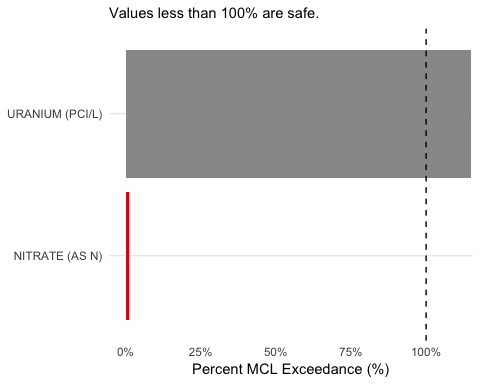 Values less than 100% are safe.
URANIUM (PCI/L)
NITRATE (AS N)
0% 25% 50% 75% 100%
Percent MCL Exceedance (%)